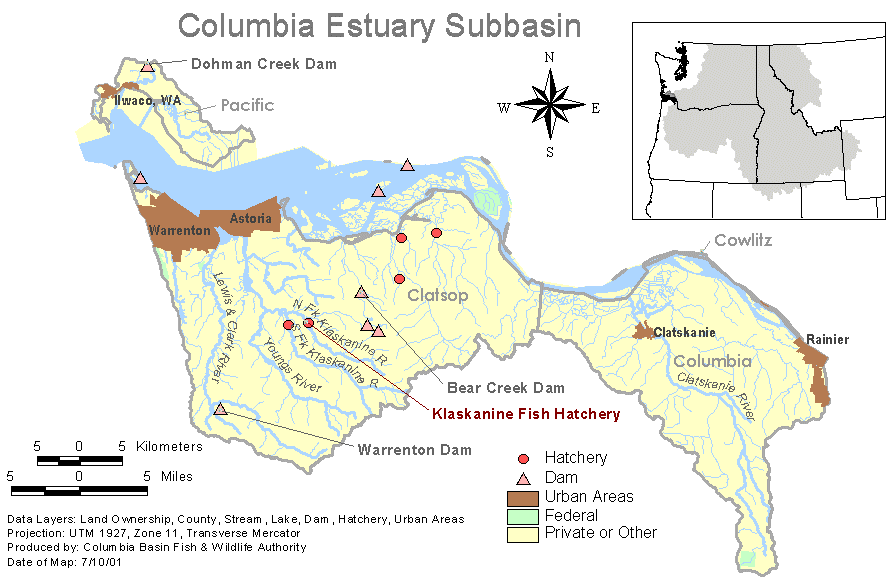 Columbia Estuary Subbasin
Dohman Creek Dam
Ilwaco, WA
Pacific
N
W
E
S
Warrenton
Astoria
Cowlitz
Lewis & Clark River
N Fk Klaskanine R.
S Fk Klaskanine R.
Youngs River
Clatsop
Clatskanie
Rainier
Columbia
Clatskanie River
Bear Creek Dam
Klaskanine Fish Hatchery
Warrenton Dam
5 0 5 Kilometers
5 0 5 Miles
Hatchery
Dam
Urban Areas
Federal
Private or Other
Data Layers: Land Ownership, County, Stream, Lake, Dam, Hatchery, Urban Areas
Projection: UTM 1927, Zone 11, Transverse Mercator
Produced by: Columbia Basin Fish & Wildlife Authority
Date of Map: 7/10/01